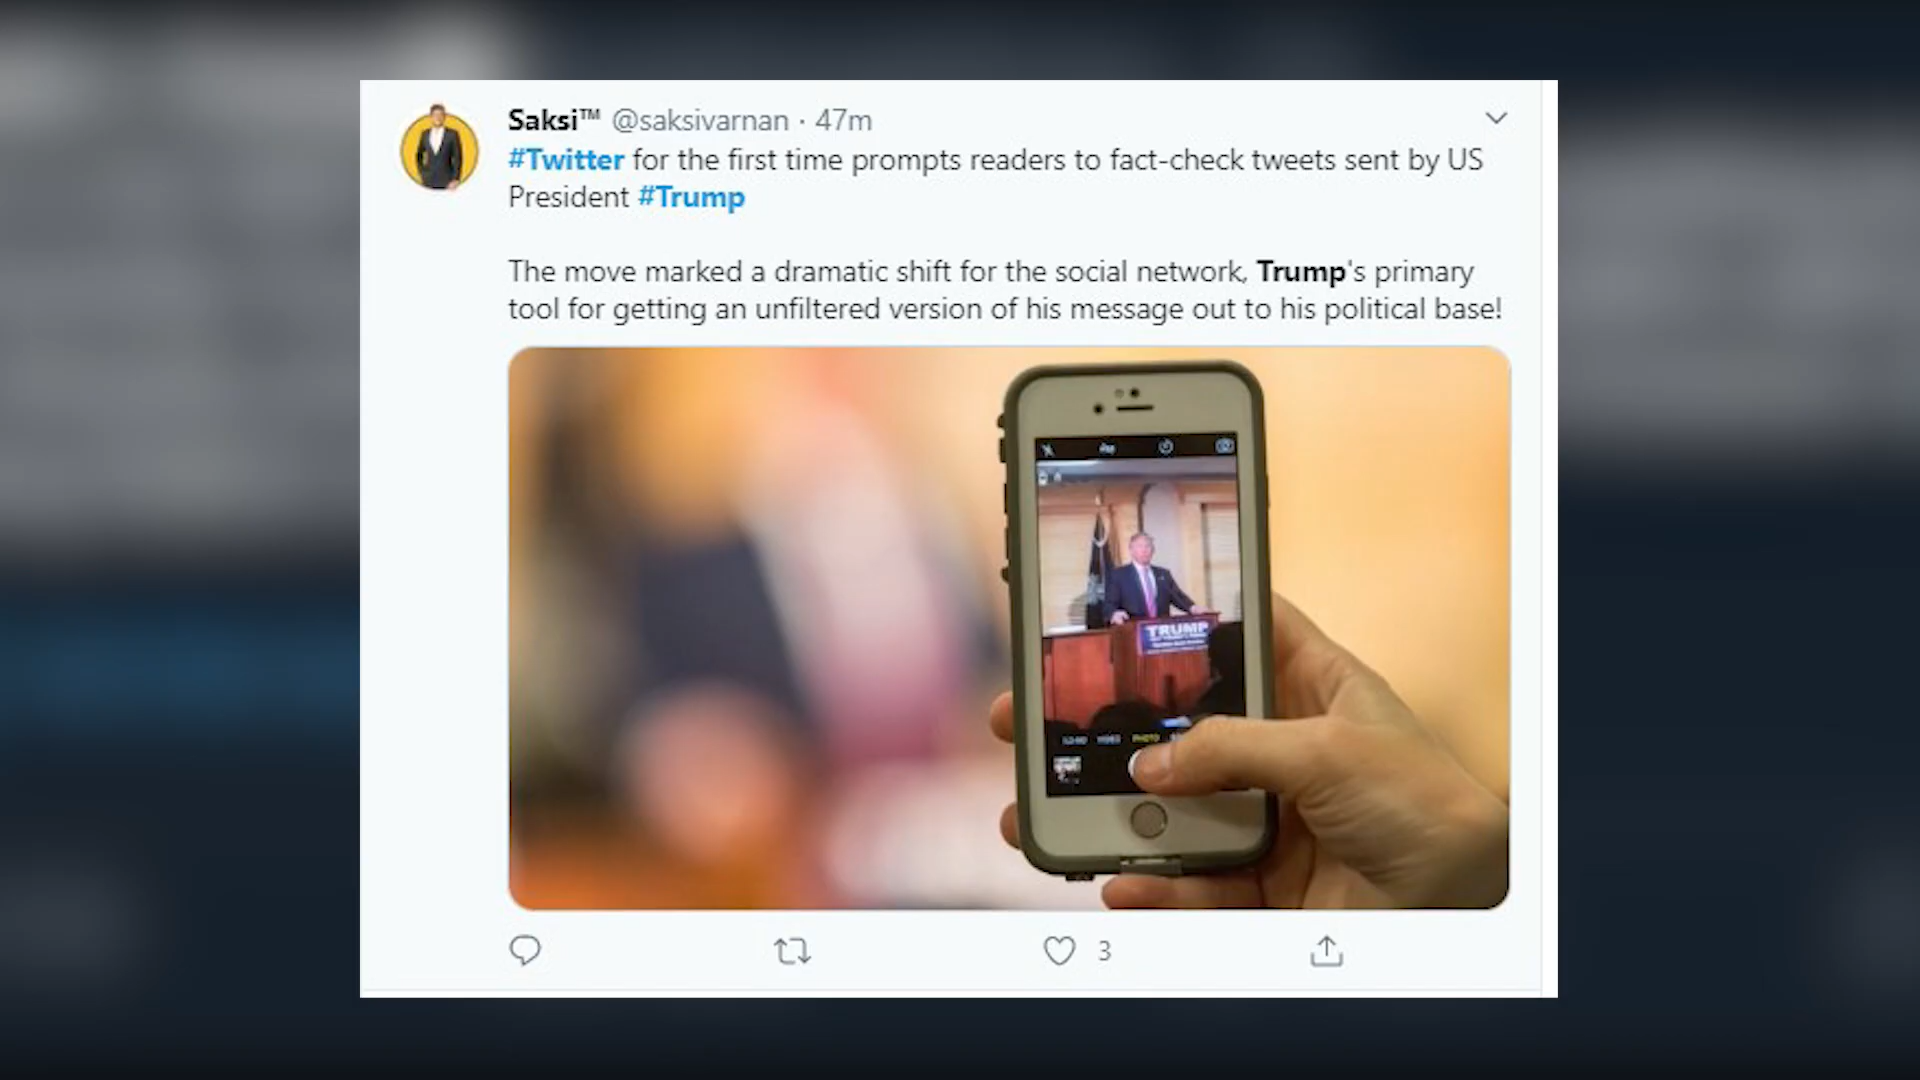 Saksi™ @saksivarnan · 47m
#Twitter for the first time prompts readers to fact-check tweets sent by US
President #Trump
The move marked a dramatic shift for the social network, Trump's primary
tool for getting an unfiltered version of his message out to his political base!
TRUMP
VIDEO PHOTO
3